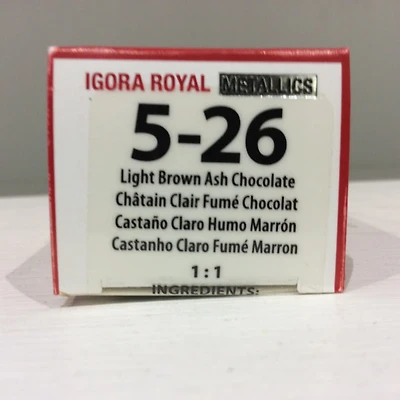 IGORA ROYAL METALLICS
5-26
Light Brown Ash Chocolate
Châtain Clair Fumé Chocolat
Castaño Claro Humo Marrón
Castanho Claro Fumé Marron
1 : 1
INGREDIENTS: